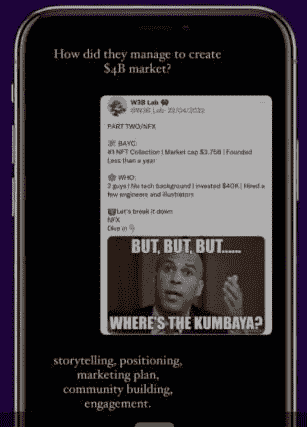 How did they manage to create
$4B market?
W3B Lab
@W3B_Lab· 22/04/2022
PART TWO/NFX
BAYC:
#1 NFT Collection | Market cap $3.75B | Founded
Less than a year
WHO:
2 guys | No tech background | invested $40K | Hired a
few engineers and illustrators
Let's break it down
NFX
Dive in
BUT, BUT, BUT......
WHERE'S THE KUMBAYA?
storytelling, positioning,
marketing plan,
community building,
engagement.